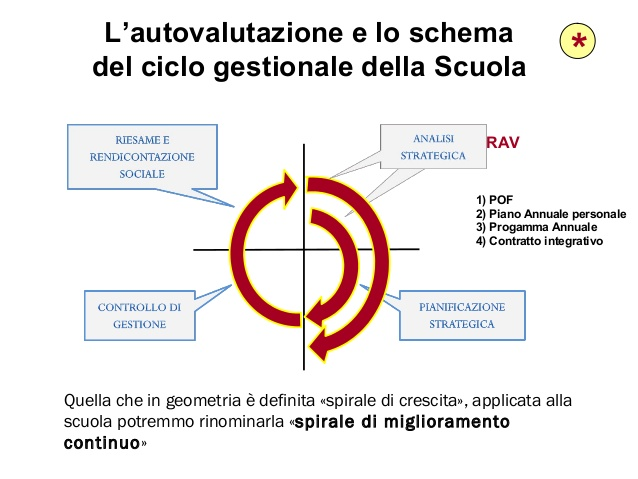 L’autovalutazione e lo schema
del ciclo gestionale della Scuola
*
RIESAME E
RENDICONTAZIONE
SOCIALE
ANALISI
STRATEGICA
RAV
1) POF
2) Piano Annuale personale
3) Progamma Annuale
4) Contratto integrativo
CONTROLLO DI
GESTIONE
PIANIFICAZIONE
STRATEGICA
Quella che in geometria è definita «spirale di crescita», applicata alla
scuola potremmo rinominarla «spirale di miglioramento
continuo»